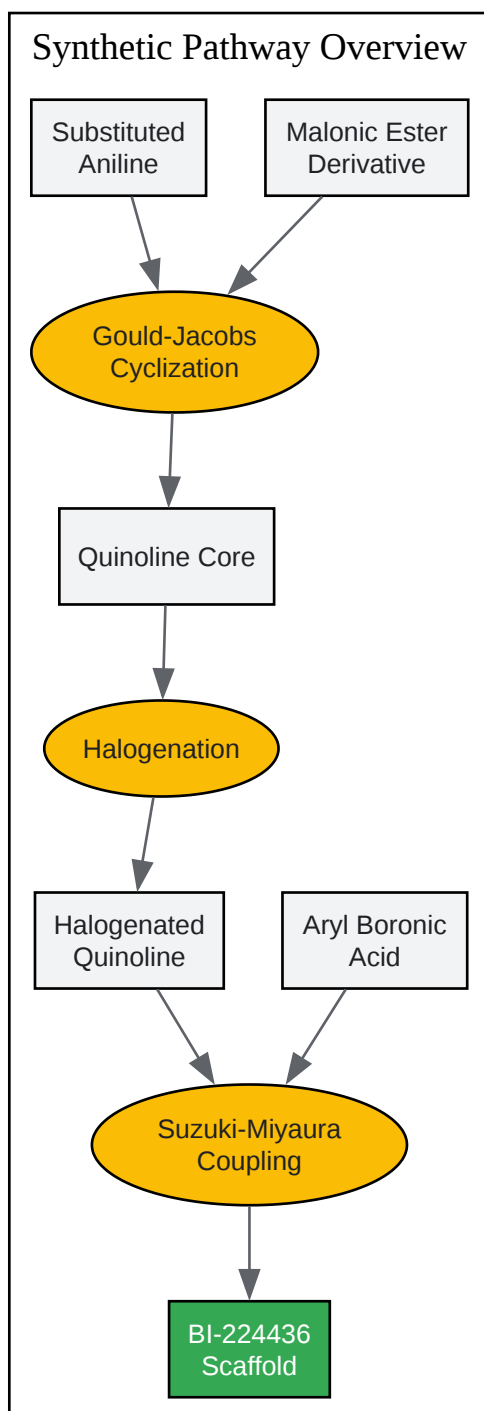 Synthetic Pathway Overview
Substituted
Aniline
Malonic Ester
Derivative
Gould-Jacobs
Cyclization
Quinoline Core
Halogenation
Halogenated
Quinoline
Aryl Boronic
Acid
Suzuki-Miyaura
Coupling
BI-224436
Scaffold